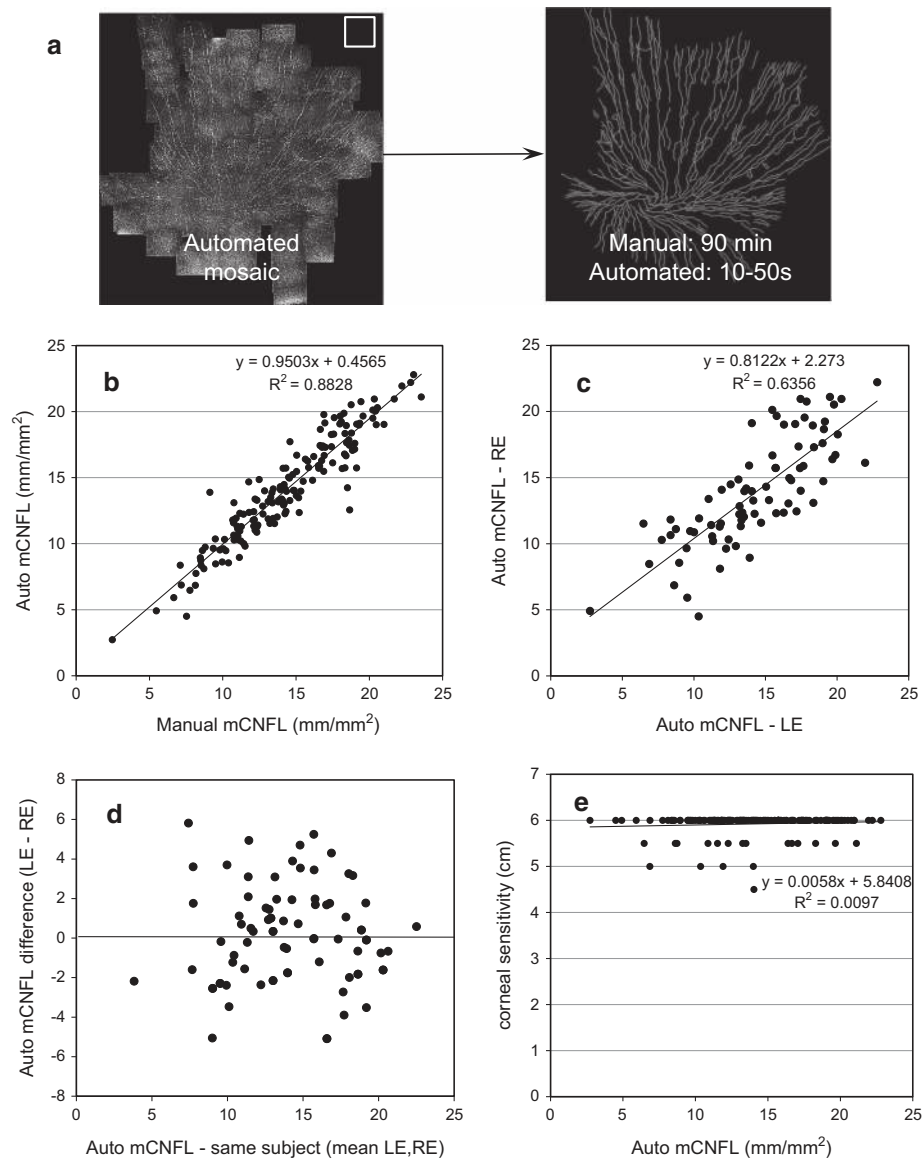 a
Automated
mosaic
Manual: 90 min
Automated: 10-50s
b
y = 0.9503x + 0.4565
R² = 0.8828
Auto mCNFL (mm/mm²)
25
20
15
10
5
0
0 5 10 15 20 25
Manual mCNFL (mm/mm²)
c
y = 0.8122x + 2.273
R² = 0.6356
Auto mCNFL - RE
25
20
15
10
5
0
0 5 10 15 20 25
Auto mCNFL - LE
d
Auto mCNFL difference (LE - RE)
8
6
4
2
0
-2
-4
-6
-8
0 5 10 15 20 25
Auto mCNFL - same subject (mean LE,RE)
e
corneal sensitivity (cm)
7
6
5
4
3
2
1
0
y = 0.0058x + 5.8408
R² = 0.0097
0 5 10 15 20 25
Auto mCNFL (mm/mm²)